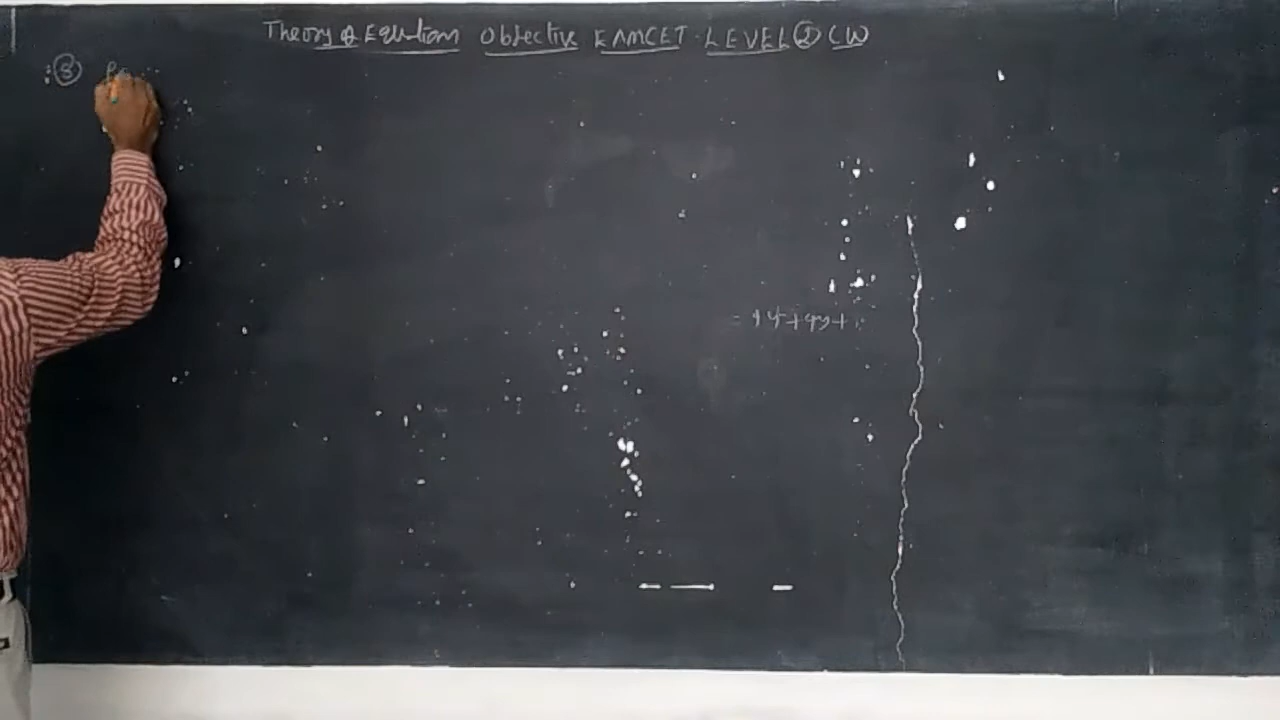 Theory of Equations Objective EAMCET LEVEL ② CW
③